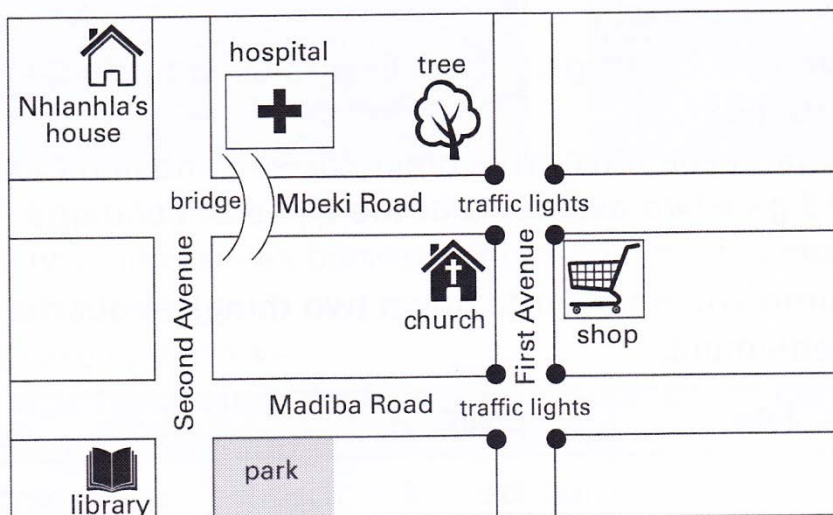 hospital
tree
Nhlanhla's
house
bridge
Mbeki Road
traffic lights
Second Avenue
First Avenue
church
shop
Madiba Road
traffic lights
park
library